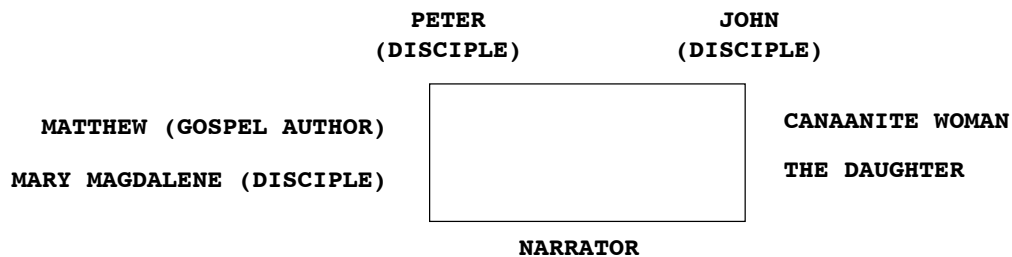 PETER
(DISCIPLE)
JOHN
(DISCIPLE)
MATTHEW (GOSPEL AUTHOR)
MARY MAGDALENE (DISCIPLE)
CANAANITE WOMAN
THE DAUGHTER
NARRATOR